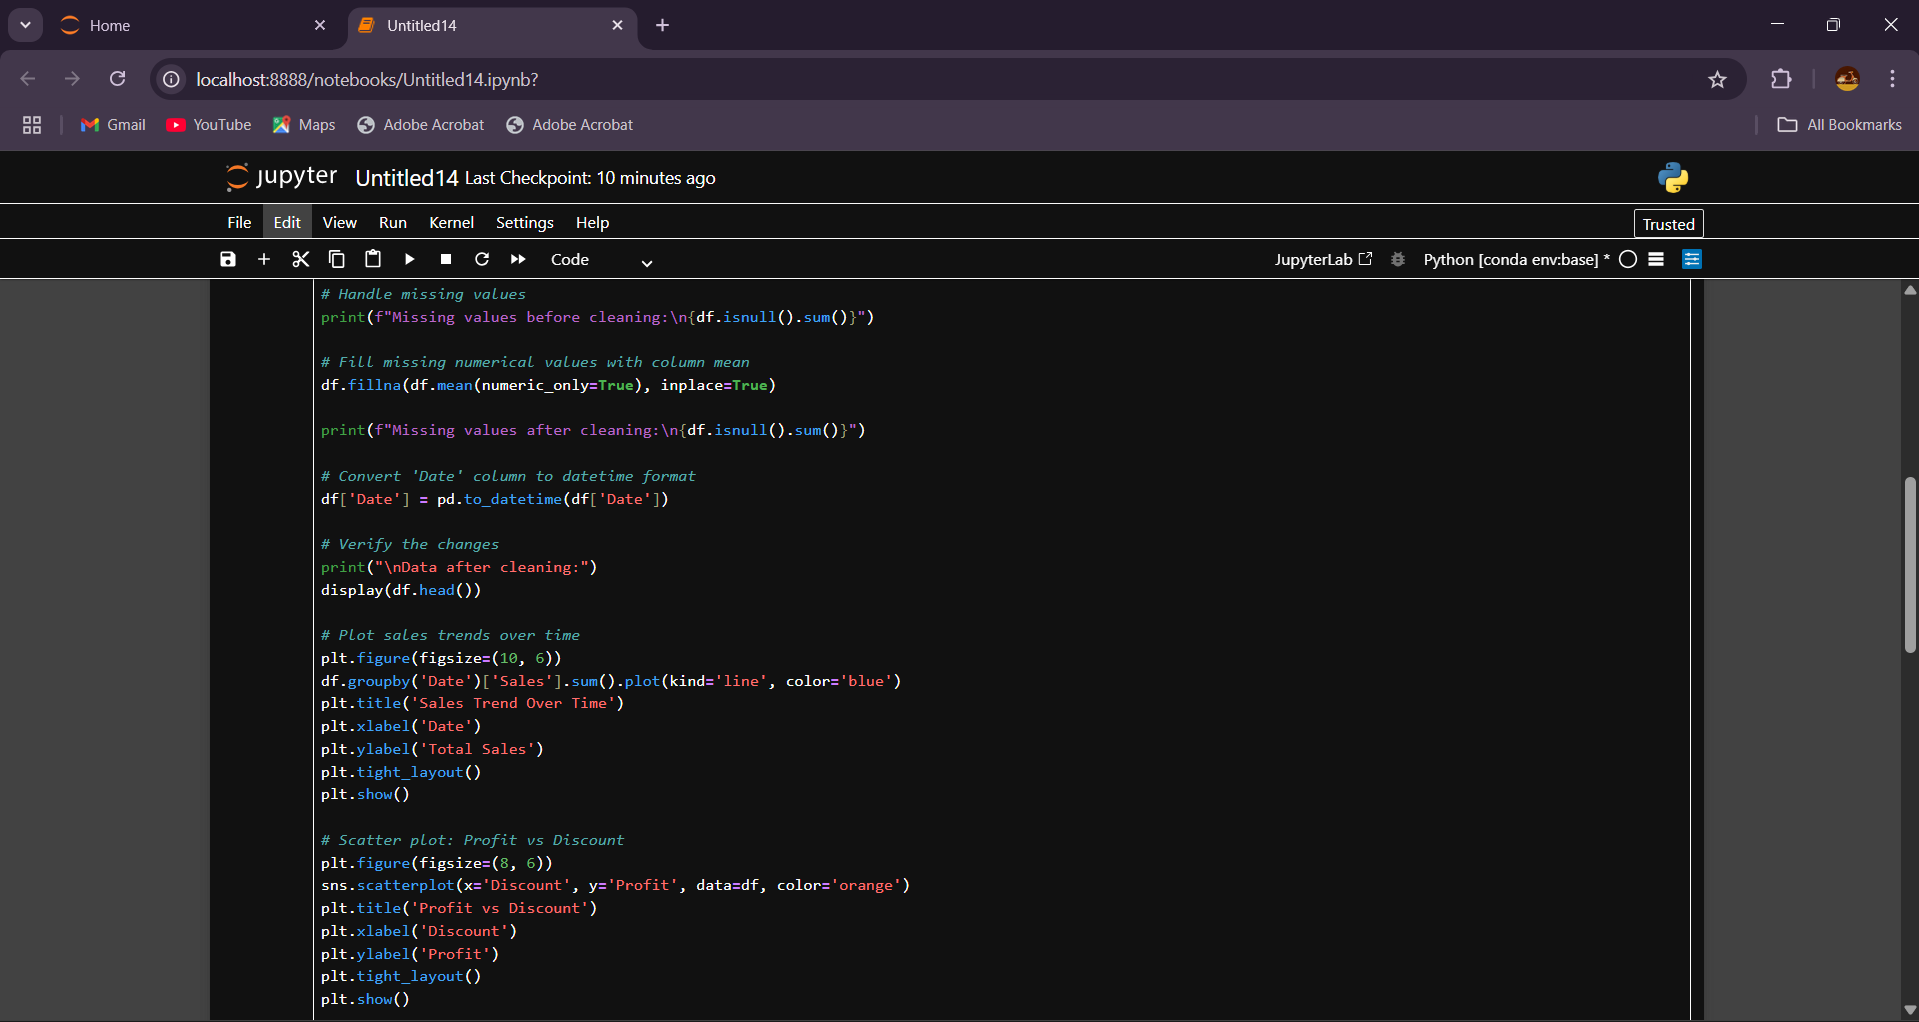 Home
Untitled14
localhost:8888/notebooks/Untitled14.ipynb?
Gmail YouTube Maps Adobe Acrobat Adobe Acrobat All Bookmarks
jupyter Untitled14 Last Checkpoint: 10 minutes ago
File Edit View Run Kernel Settings Help Trusted
Code JupyterLab Python [conda env:base] *
# Handle missing values
print(f"Missing values before cleaning:\n{df.isnull().sum()}")
# Fill missing numerical values with column mean
df.fillna(df.mean(numeric_only=True), inplace=True)
print(f"Missing values after cleaning:\n{df.isnull().sum()}")
# Convert 'Date' column to datetime format
df['Date'] = pd.to_datetime(df['Date'])
# Verify the changes
print("\nData after cleaning:")
display(df.head())
# Plot sales trends over time
plt.figure(figsize=(10, 6))
df.groupby('Date')['Sales'].sum().plot(kind='line', color='blue')
plt.title('Sales Trend Over Time')
plt.xlabel('Date')
plt.ylabel('Total Sales')
plt.tight_layout()
plt.show()
# Scatter plot: Profit vs Discount
plt.figure(figsize=(8, 6))
sns.scatterplot(x='Discount', y='Profit', data=df, color='orange')
plt.title('Profit vs Discount')
plt.xlabel('Discount')
plt.ylabel('Profit')
plt.tight_layout()
plt.show()